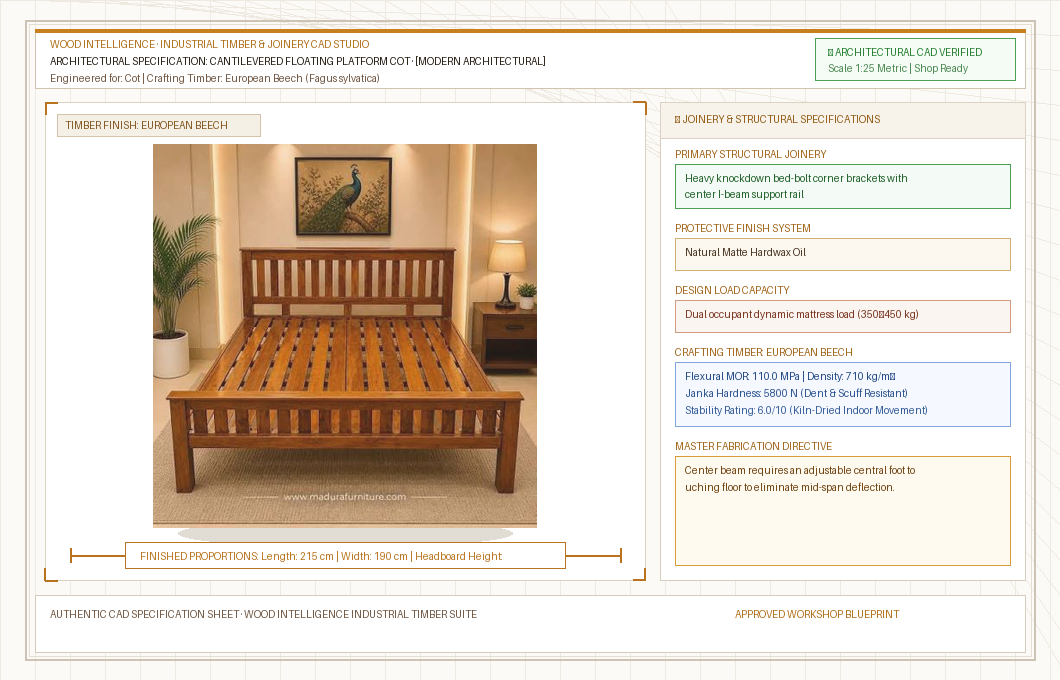 WOOD INTELLIGENCE · INDUSTRIAL TIMBER & JOINERY CAD STUDIO
ARCHITECTURAL SPECIFICATION: CANTILEVERED FLOATING PLATFORM COT · [MODERN ARCHITECTURAL]
Engineered for: Cot | Crafting Timber: European Beech (Fagus sylvatica)
ARCHITECTURAL CAD VERIFIED
Scale 1:25 Metric | Shop Ready
TIMBER FINISH: EUROPEAN BEECH
www.madurafurniture.com
FINISHED PROPORTIONS: Length: 215 cm | Width: 190 cm | Headboard Height
JOINERY & STRUCTURAL SPECIFICATIONS
PRIMARY STRUCTURAL JOINERY
Heavy knockdown bed-bolt corner brackets with
center I-beam support rail
PROTECTIVE FINISH SYSTEM
Natural Matte Hardwax Oil
DESIGN LOAD CAPACITY
Dual occupant dynamic mattress load (350▯450 kg)
CRAFTING TIMBER: EUROPEAN BEECH
Flexural MOR: 110.0 MPa | Density: 710 kg/m▯
Janka Hardness: 5800 N (Dent & Scuff Resistant)
Stability Rating: 6.0/10 (Kiln-Dried Indoor Movement)
MASTER FABRICATION DIRECTIVE
Center beam requires an adjustable central foot to
uching floor to eliminate mid-span deflection.
AUTHENTIC CAD SPECIFICATION SHEET · WOOD INTELLIGENCE INDUSTRIAL TIMBER SUITE
APPROVED WORKSHOP BLUEPRINT